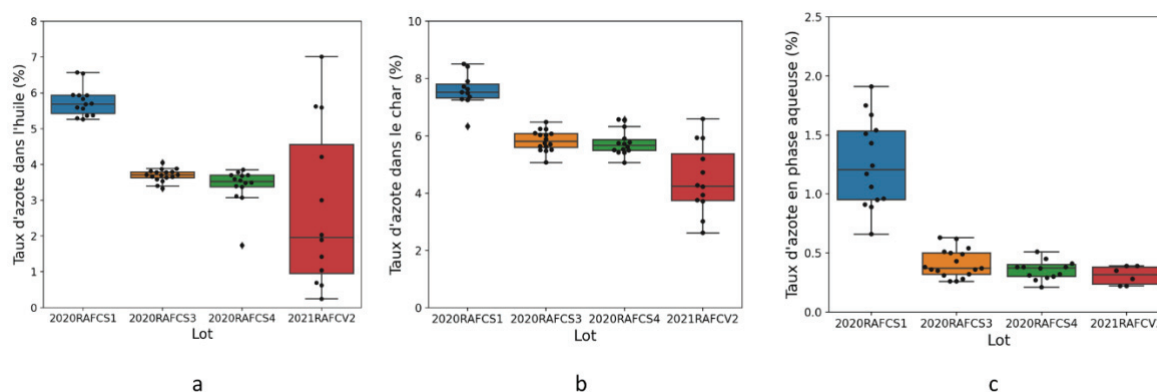 Taux d'azote dans l'huile (%)
8
7
6
5
4
3
2
1
0
2020RAFCS1 2020RAFCS3 2020RAFCS4 2021RAFCV2
Lot
a
Taux d'azote dans le char (%)
10
8
6
4
2
0
2020RAFCS1 2020RAFCS3 2020RAFCS4 2021RAFCV2
Lot
b
Taux d'azote en phase aqueuse (%)
2.5
2.0
1.5
1.0
0.5
0.0
2020RAFCS1 2020RAFCS3 2020RAFCS4 2021RAFCV2
Lot
c